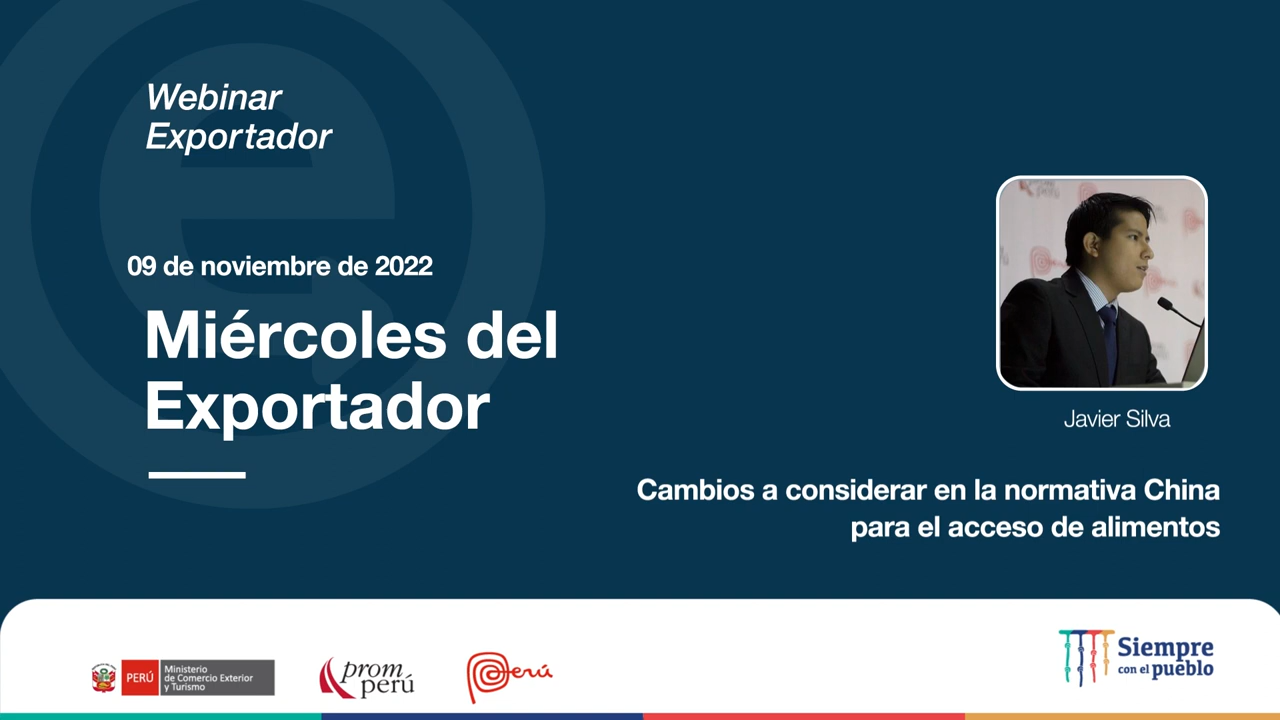 Webinar
Exportador
09 de noviembre de 2022
Miércoles del
Exportador
Javier Silva
Cambios a considerar en la normativa China
para el acceso de alimentos
PERÚ
Ministerio
de Comercio Exterior
y Turismo
prom
perú
Perú
Siempre
con el pueblo